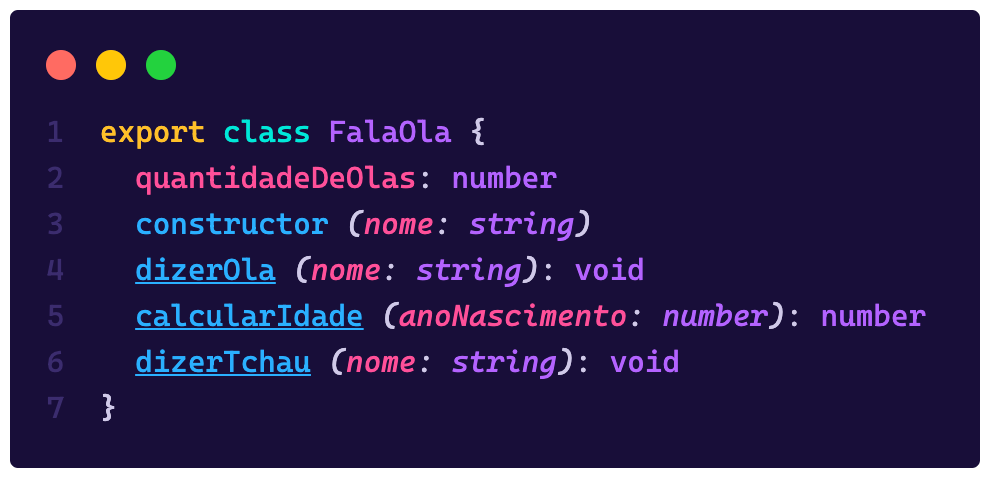 1 export class FalaOla {
2 quantidadeDeOlas: number
3 constructor (nome: string)
4 dizerOla (nome: string): void
5 calcularIdade (anoNascimento: number): number
6 dizerTchau (nome: string): void
7 }